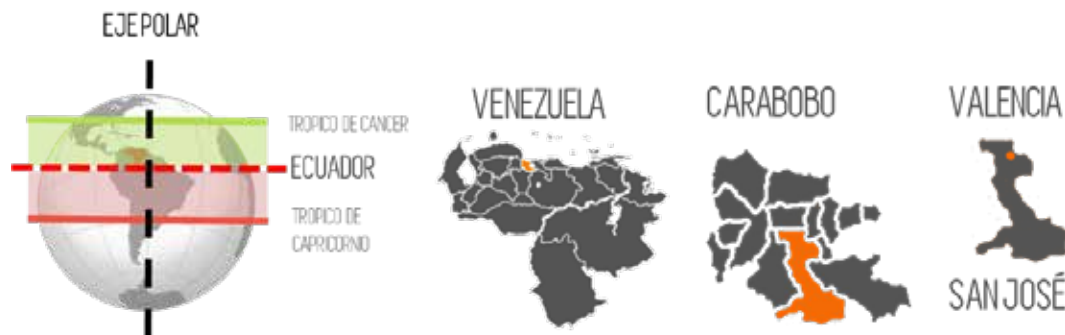 EJE POLAR
TROPICO DE CANCER
ECUADOR
TROPICO DE
CAPRICORNIO
VENEZUELA
CARABOBO
VALENCIA
SAN JOSÉ